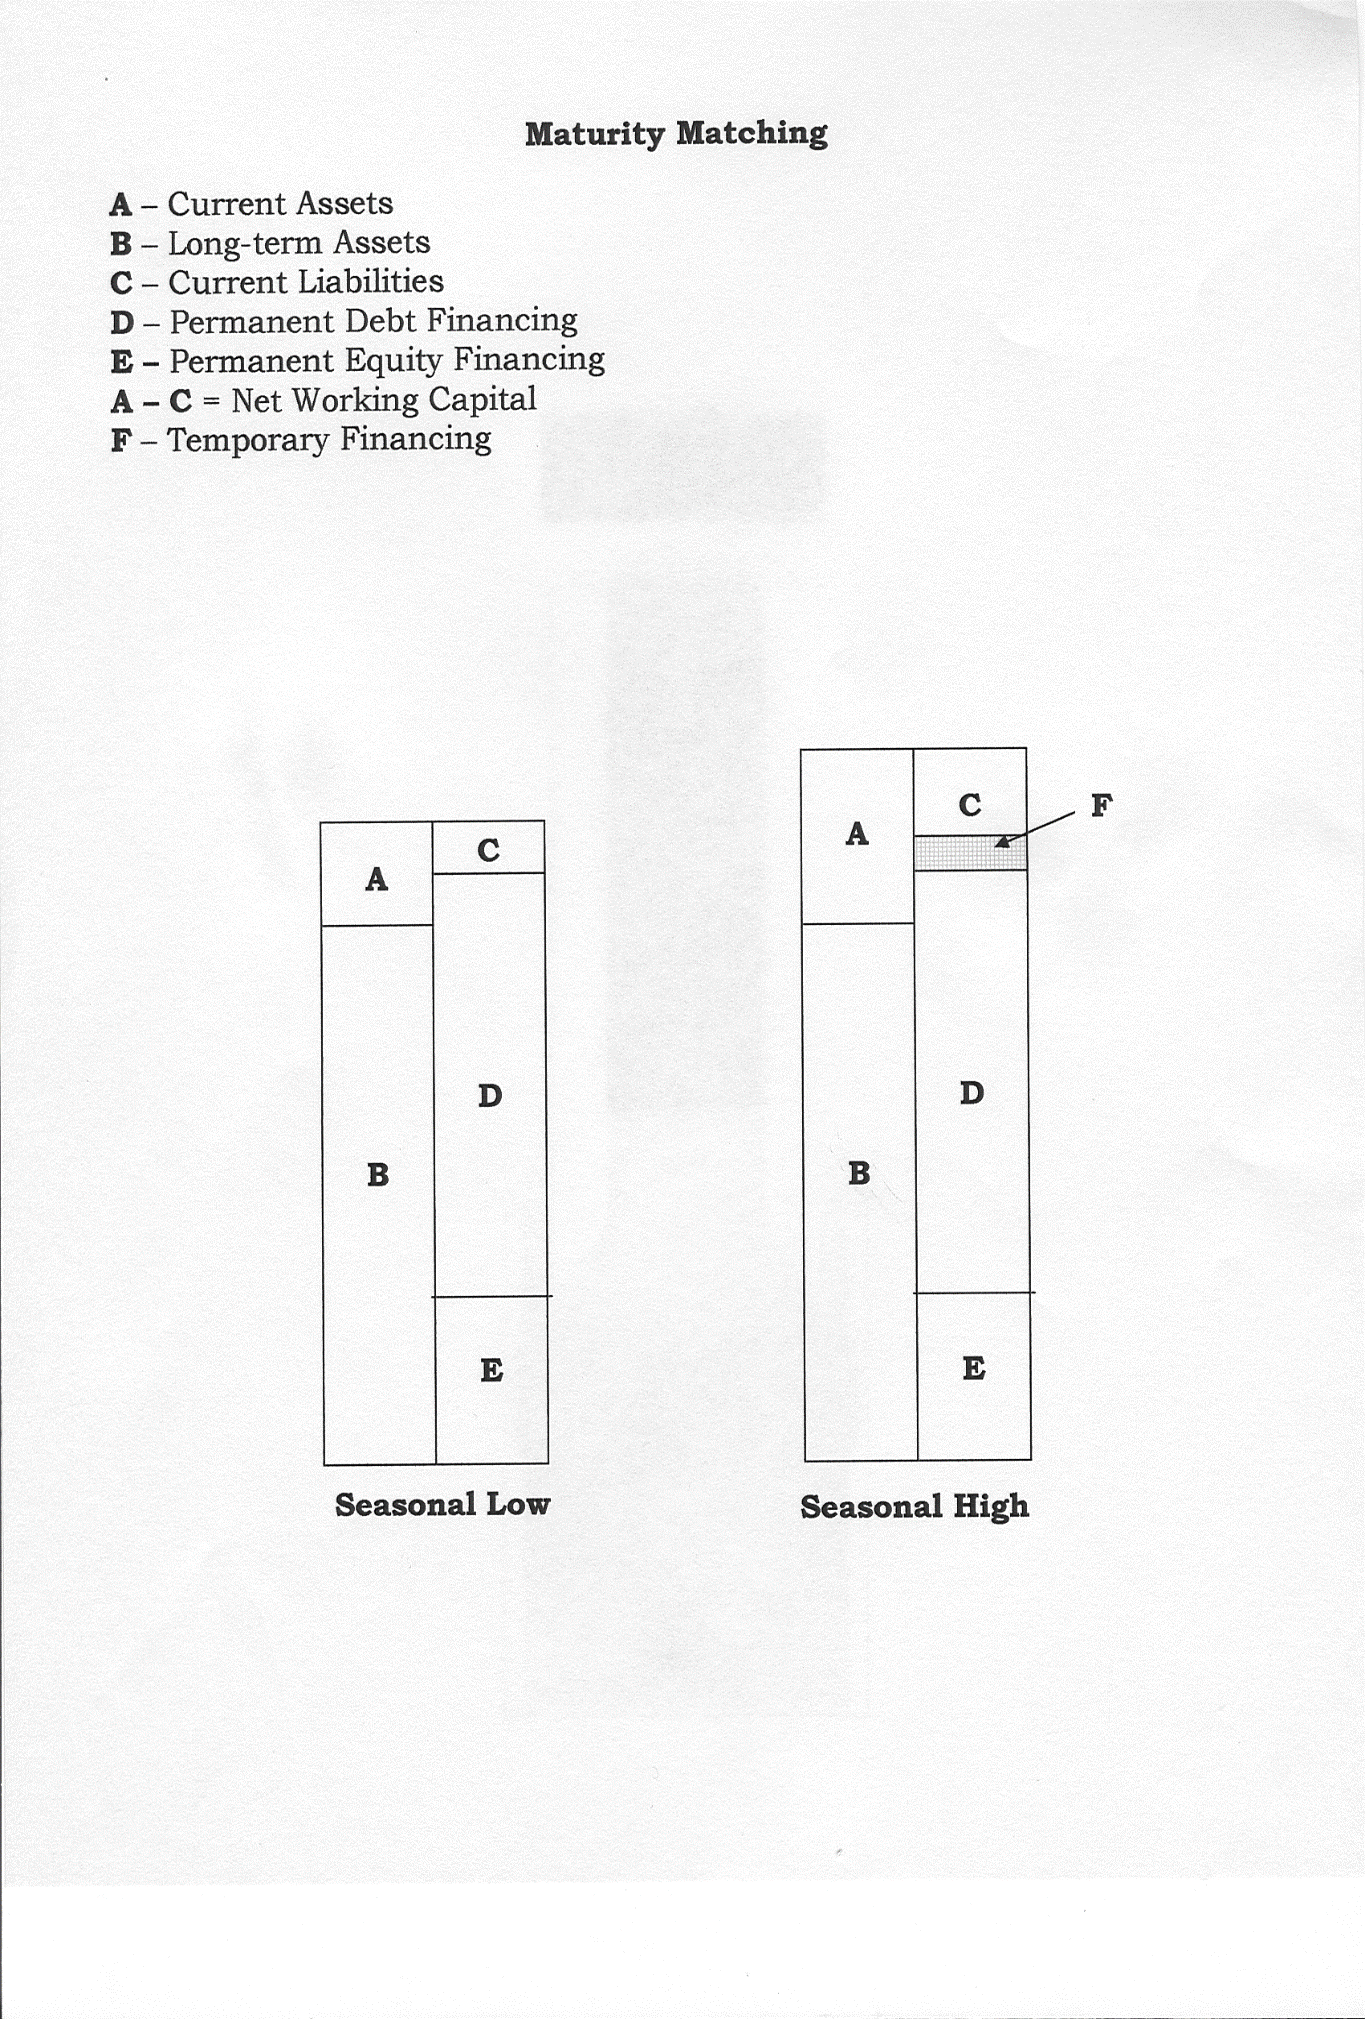 Maturity Matching
A – Current Assets
B – Long-term Assets
C – Current Liabilities
D – Permanent Debt Financing
E – Permanent Equity Financing
A – C = Net Working Capital
F – Temporary Financing
A
C
B
D
E
Seasonal Low
A
C
F
B
D
E
Seasonal High